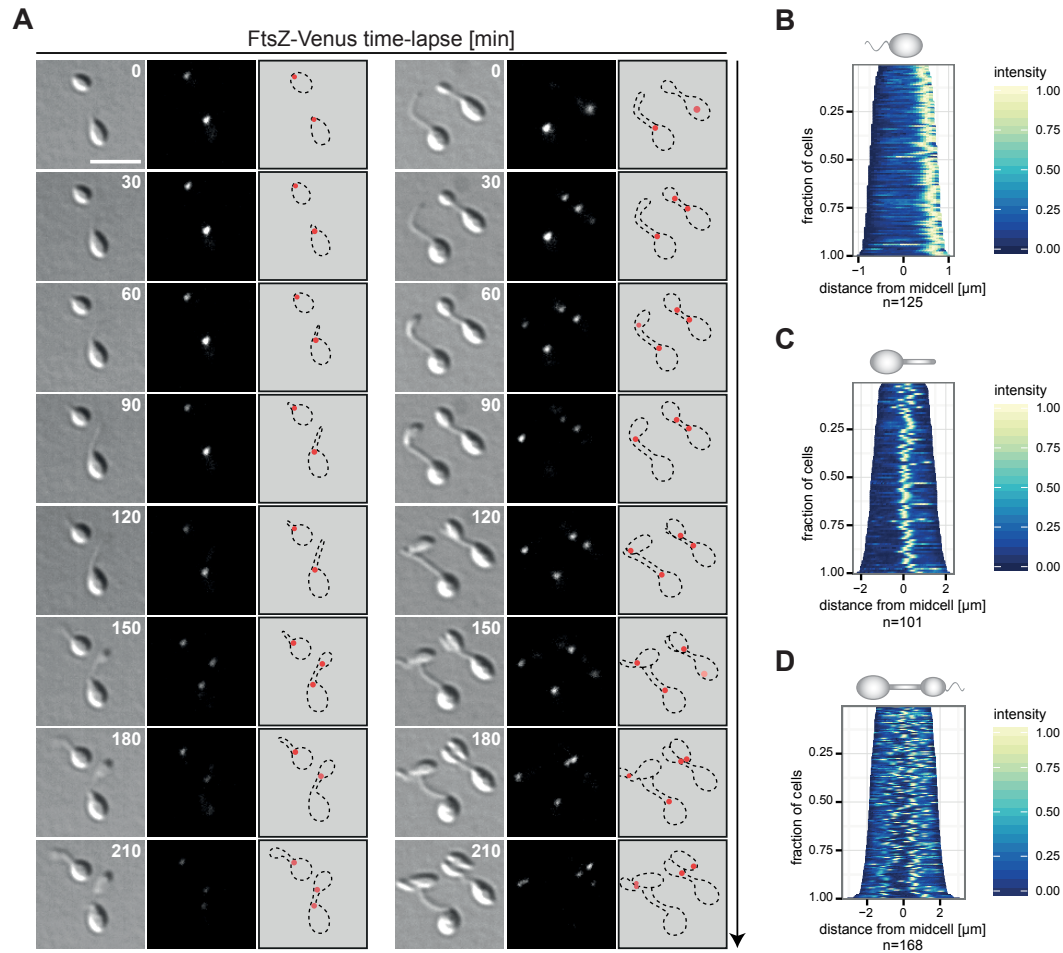 A
FtsZ-Venus time-lapse [min]
0
30
60
90
120
150
180
210
0
30
60
90
120
150
180
210
B
intensity
1.00
0.75
0.50
0.25
0.00
fraction of cells
0.25
0.50
0.75
1.00
−1 0 1
distance from midcell [µm]
n=125
C
intensity
1.00
0.75
0.50
0.25
0.00
fraction of cells
0.25
0.50
0.75
1.00
−2 0 2
distance from midcell [µm]
n=101
D
intensity
1.00
0.75
0.50
0.25
0.00
fraction of cells
0.25
0.50
0.75
1.00
−2 0 2
distance from midcell [µm]
n=168